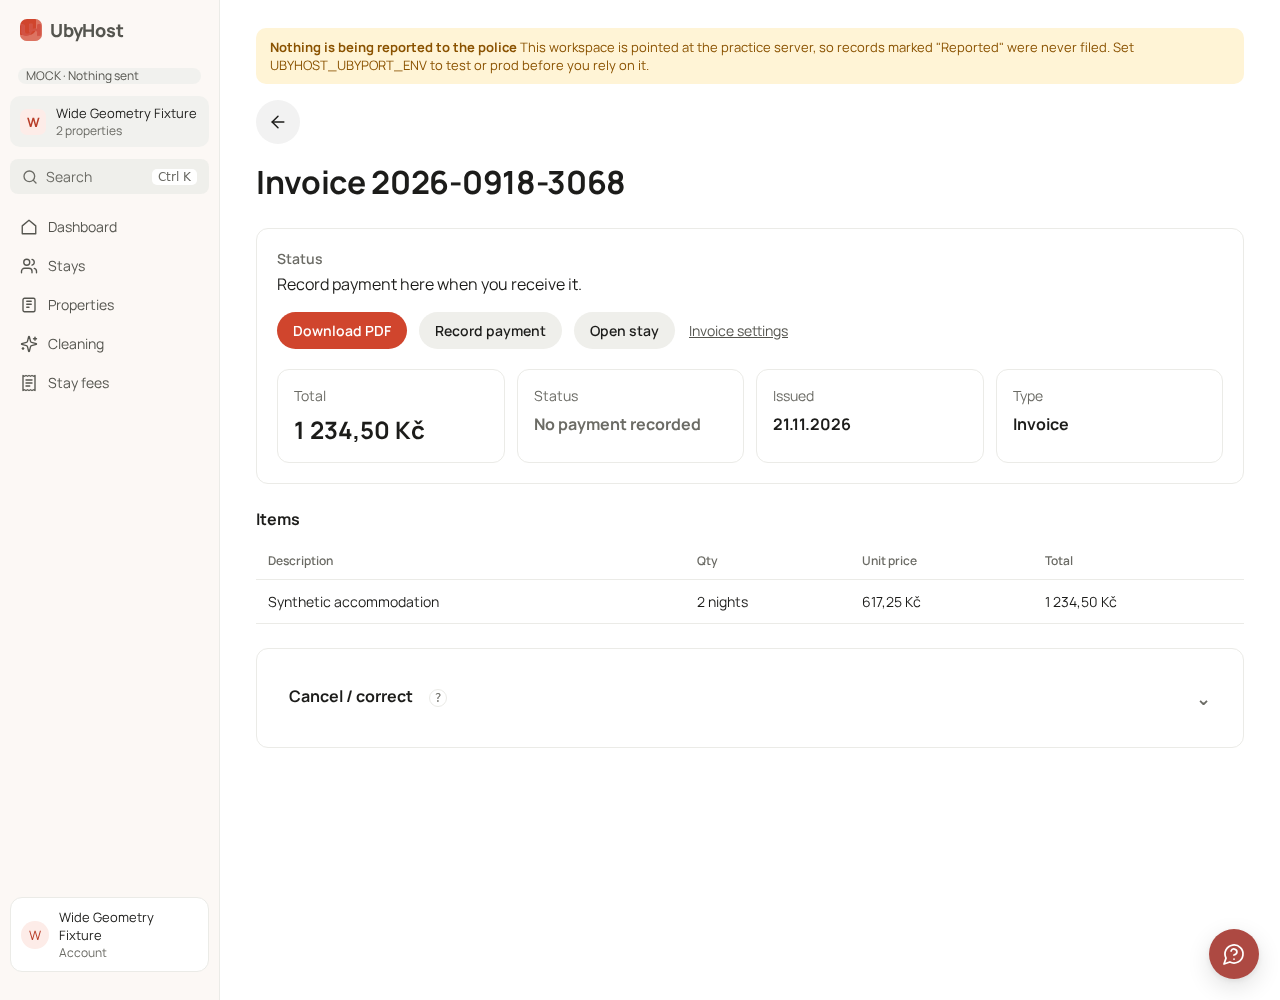 UbyHost
MOCK · Nothing sent
W
Wide Geometry Fixture
2 properties
Search
Ctrl K
Dashboard
Stays
Properties
Cleaning
Stay fees
W
Wide Geometry
Fixture
Account
Nothing is being reported to the police This workspace is pointed at the practice server, so records marked "Reported" were never filed. Set
UBYHOST_UBYPORT_ENV to test or prod before you rely on it.
Invoice 2026-0918-3068
Status
Record payment here when you receive it.
Download PDF
Record payment
Open stay
Invoice settings
Total
1 234,50 Kč
Status
No payment recorded
Issued
21.11.2026
Type
Invoice
Items
Description Qty Unit price Total
Synthetic accommodation 2 nights 617,25 Kč 1 234,50 Kč
Cancel / correct ?